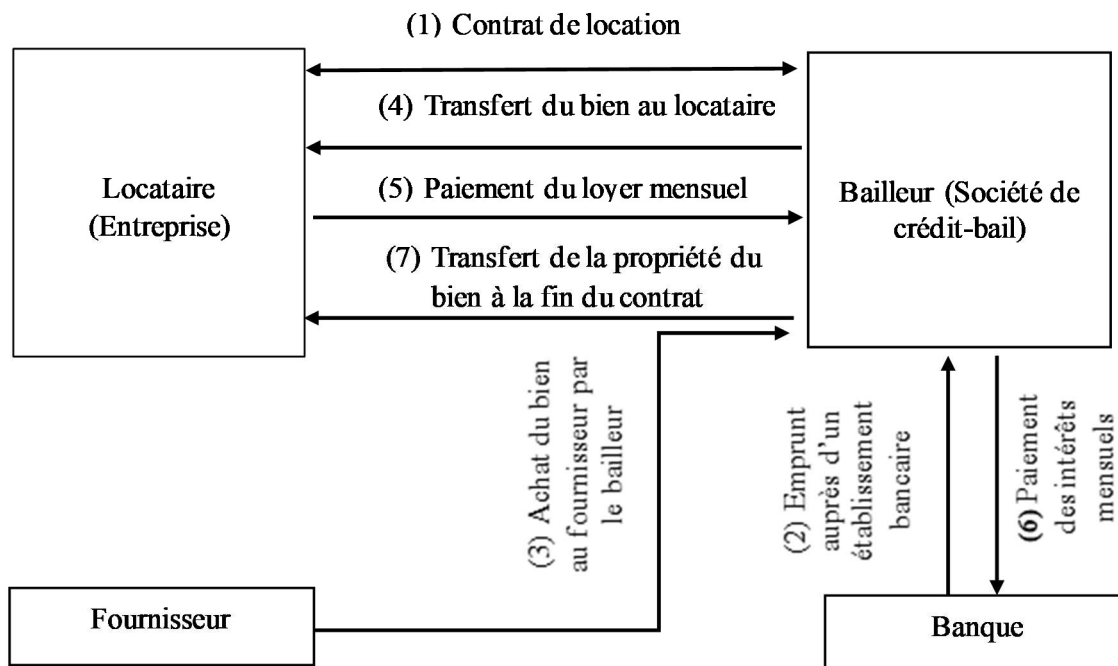 (1) Contrat de location
(4) Transfert du bien au locataire
Locataire
(Entreprise)
(5) Paiement du loyer mensuel
Bailleur (Société de
crédit-bail)
(7) Transfert de la propriété du
bien à la fin du contrat
(3) Achat du bien
au fournisseur par
le bailleur
(2) Emprunt
auprès d'un
établissement
bancaire
(6) Paiement
des intérêts
mensuels
Fournisseur
Banque